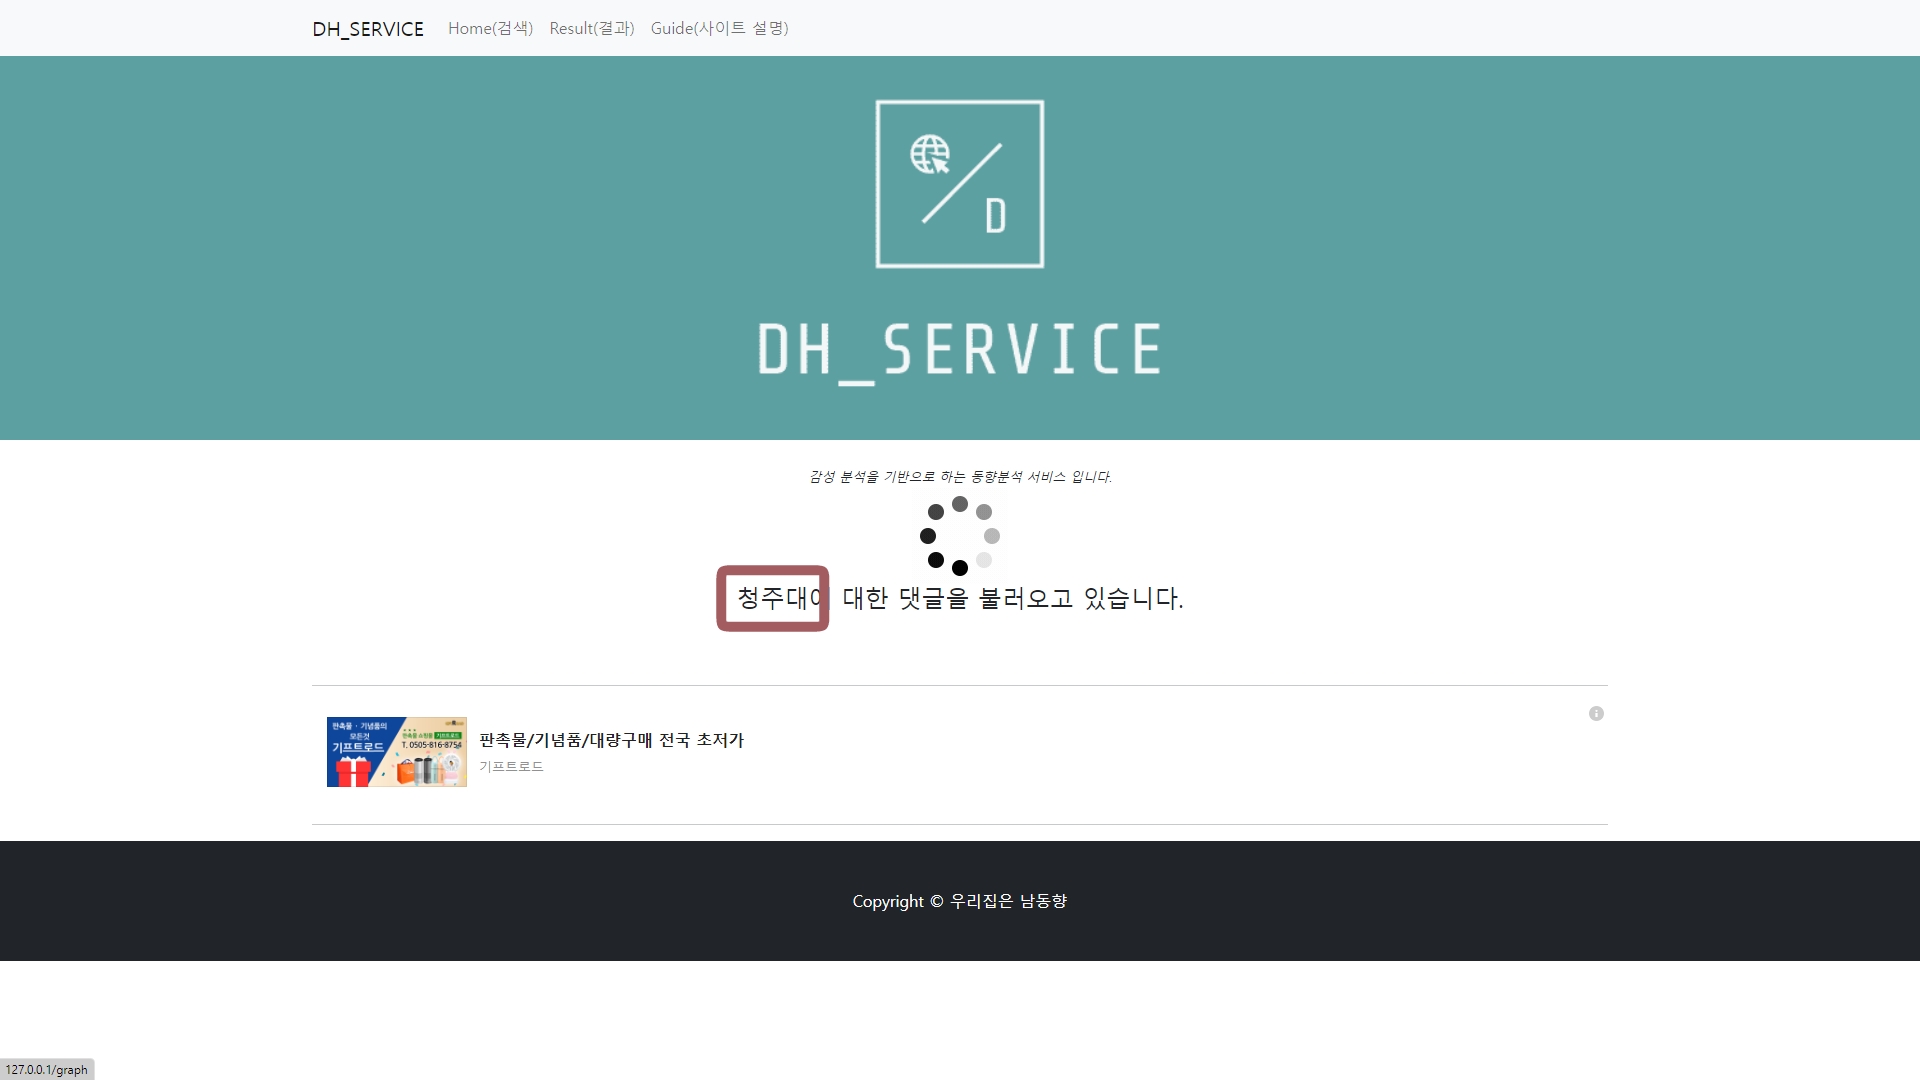 DH_SERVICE Home(검색) Result(결과) Guide(사이트 설명)
D
DH_SERVICE
감성 분석을 기반으로 하는 동향분석 서비스 입니다.
청주대에 대한 댓글을 불러오고 있습니다.
판촉물 · 기념품의
모든것
기프트로드
판촉물 쇼핑몰 기프트로드
T. 0505-816-8754
판촉물/기념품/대량구매 전국 초저가
기프트로드
Copyright © 우리집은 남동향
127.0.0.1/graph